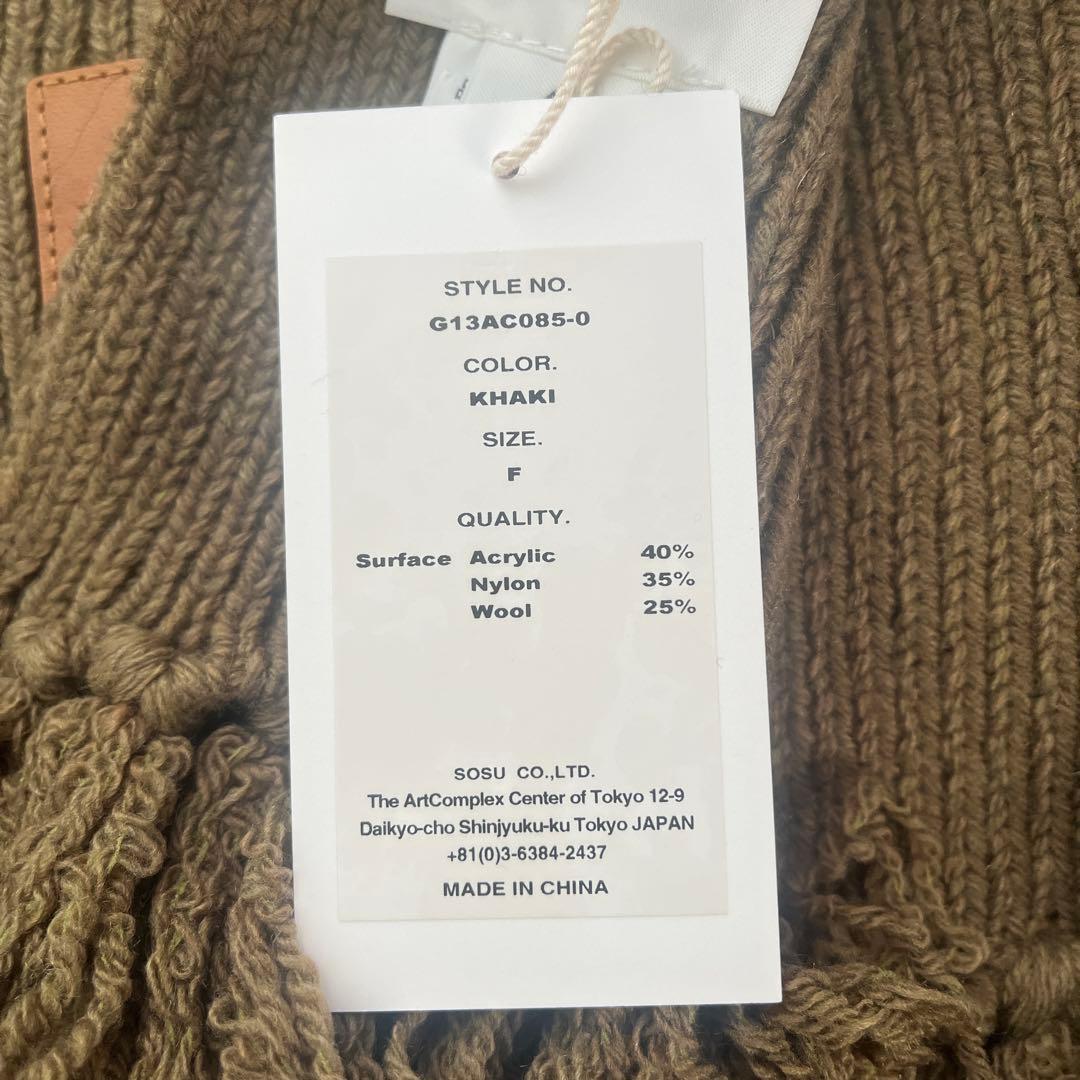 STYLE NO.
G13AC085-0
COLOR.
KHAKI
SIZE.
F
QUALITY.
Surface Acrylic 40%
Nylon 35%
Wool 25%
SOSU CO.,LTD.
The ArtComplex Center of Tokyo 12-9
Daikyo-cho Shinjyuku-ku Tokyo JAPAN
+81(0)3-6384-2437
MADE IN CHINA